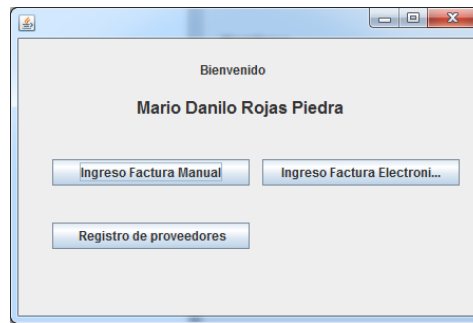 Bienvenido
Mario Danilo Rojas Piedra
Ingreso Factura Manual
Ingreso Factura Electroni...
Registro de proveedores